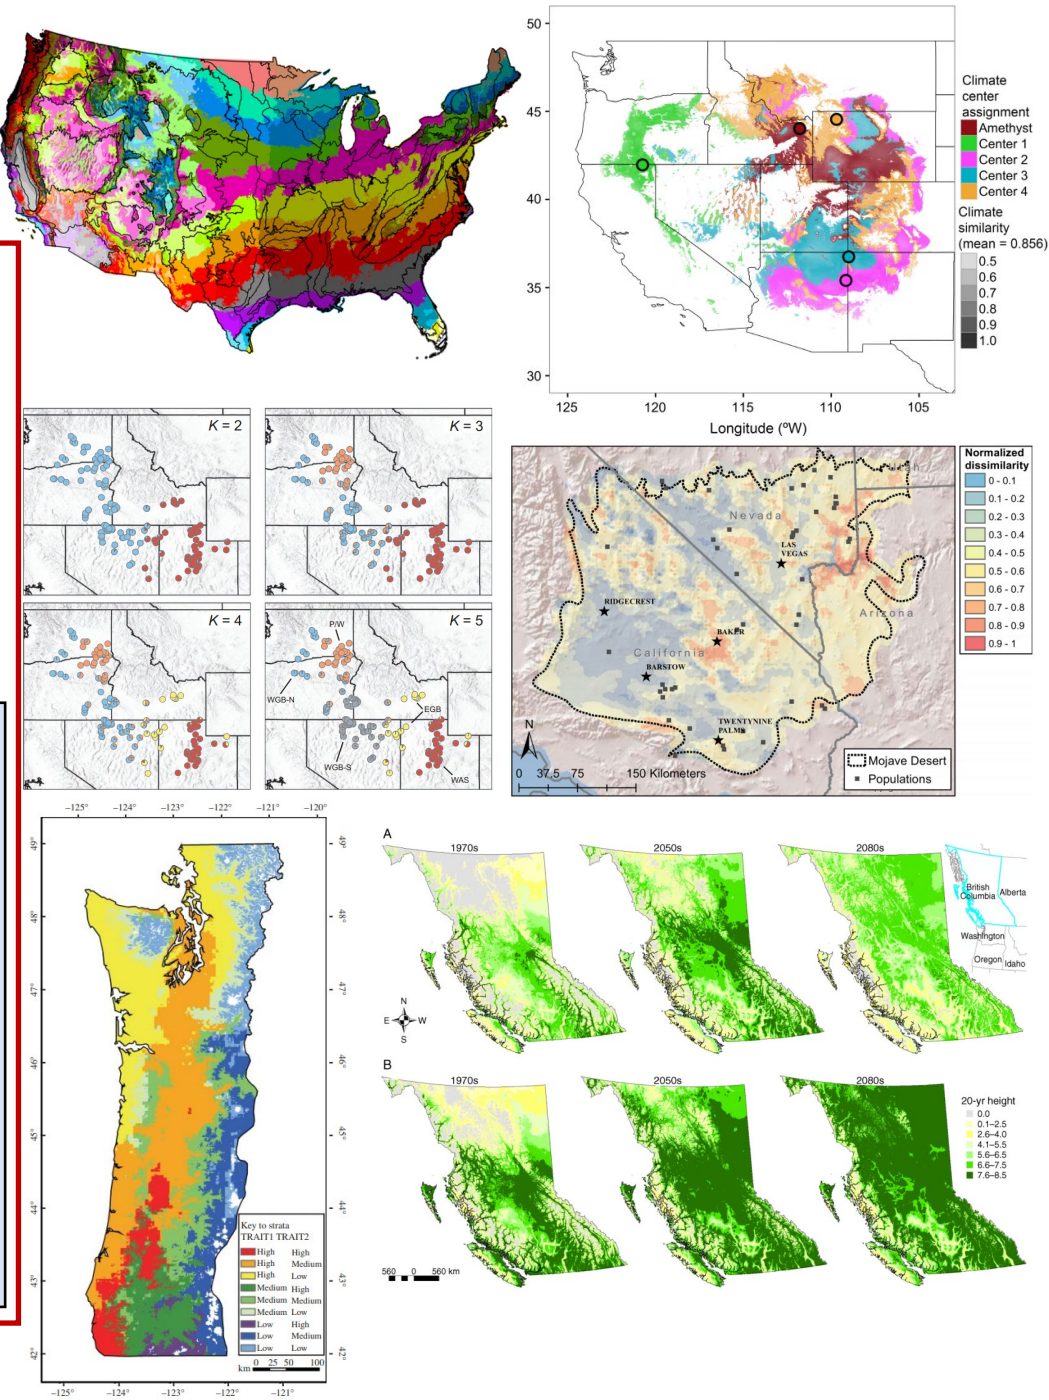 50
45
40
35
30
125 120 115 110 105
Longitude (ºW)
Climate
center
assignment
Amethyst
Center 1
Center 2
Center 3
Center 4
Climate
similarity
(mean = 0.856)
0.5
0.6
0.7
0.8
0.9
1.0
K = 2
K = 3
K = 4
K = 5
P/W
WGB-N
EGB
WGB-S
WAS
Normalized
dissimilarity
0 - 0.1
0.1 - 0.2
0.2 - 0.3
0.3 - 0.4
0.4 - 0.5
0.5 - 0.6
0.6 - 0.7
0.7 - 0.8
0.8 - 0.9
0.9 - 1
Utah
Nevada
LAS
VEGAS
RIDGECREST
Arizona
BAKER
California
BARSTOW
TWENTYNINE
PALMS
N
0 37.5 75 150 Kilometers
Mojave Desert
Populations
−125° −124° −123° −122° −121° −120°
49° 49°
48° 48°
47° 47°
46° 46°
45° 45°
44° 44°
43° 43°
42° 42°
Key to strata
TRAIT1 TRAIT2
High High
High Medium
High Low
Medium High
Medium Medium
Medium Low
Low High
Low Medium
Low Low
0 25 50 100
km
−125° −124° −123° −122° −121°
A
1970s 2050s 2080s
British
Columbia
Alberta
Washington
Oregon Idaho
N
E W
S
B
1970s 2050s 2080s
20-yr height
0.0
0.1–2.5
2.6–4.0
4.1–5.5
5.6–6.5
6.6–7.5
7.6–8.5
560 0 560 km